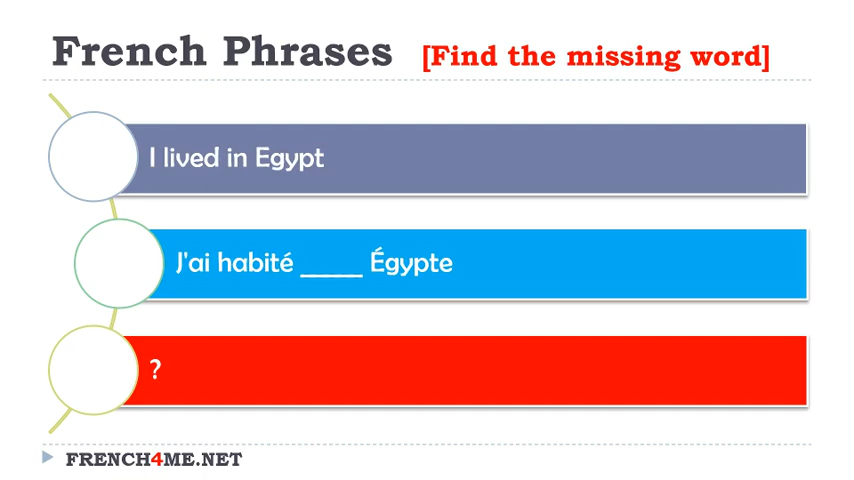 French Phrases [Find the missing word]
I lived in Egypt
J'ai habité _____ Égypte
?
FRENCH4ME.NET